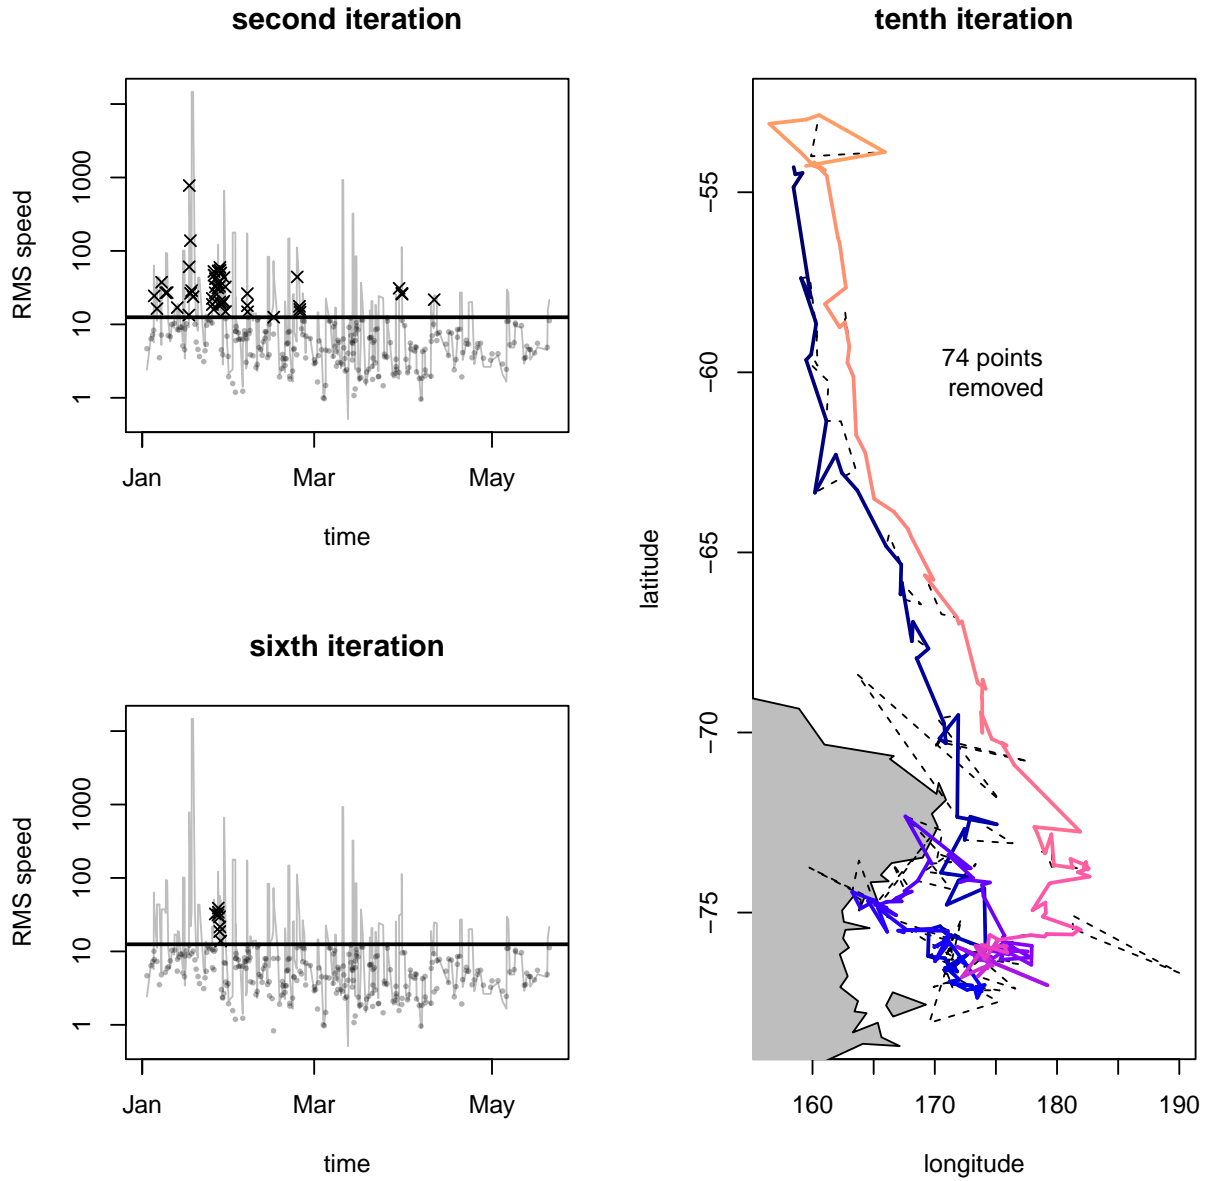 second iteration
RMS speed
1000
100
10
1
Jan
Mar
May
time
sixth iteration
RMS speed
1000
100
10
1
Jan
Mar
May
time
tenth iteration
latitude
−55
−60
−65
−70
−75
74 points
removed
160
170
180
190
longitude